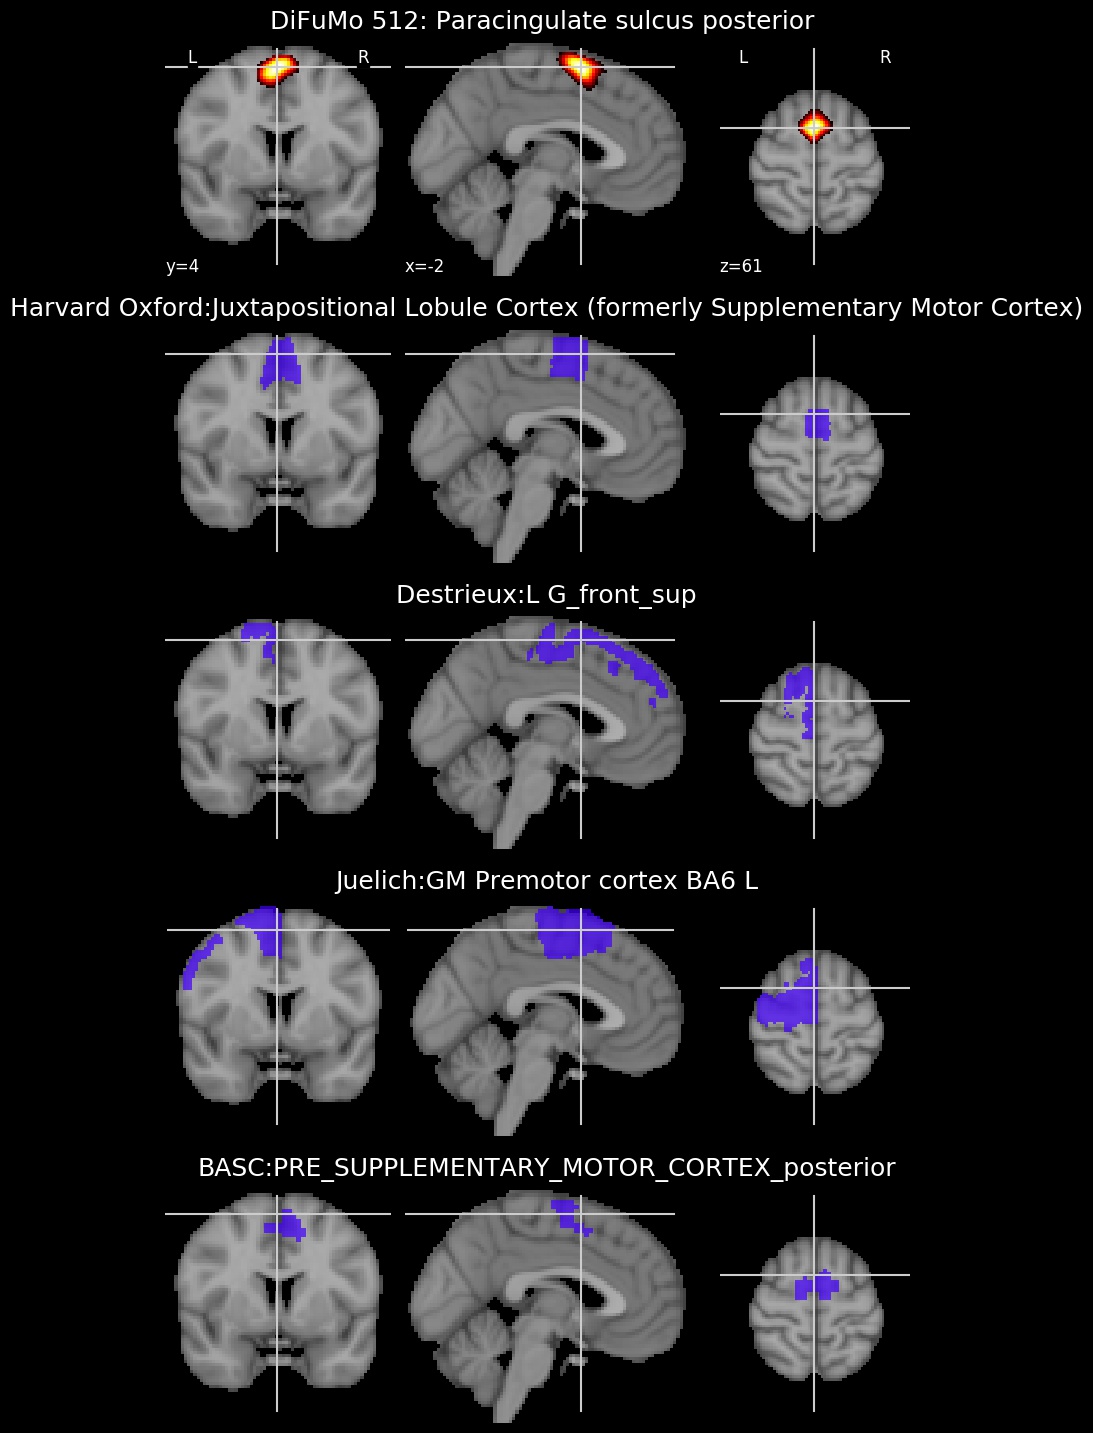 DiFuMo 512: Paracingulate sulcus posterior
L R L R
y=4 x=-2 z=61
Harvard Oxford:Juxtapositional Lobule Cortex (formerly Supplementary Motor Cortex)
Destrieux:L G_front_sup
Juelich:GM Premotor cortex BA6 L
BASC:PRE_SUPPLEMENTARY_MOTOR_CORTEX_posterior